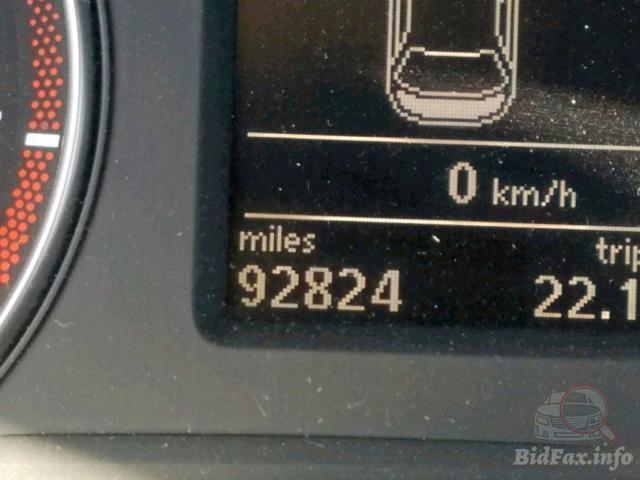 0 km/h
miles trip
92824 22.1
BidFax.info